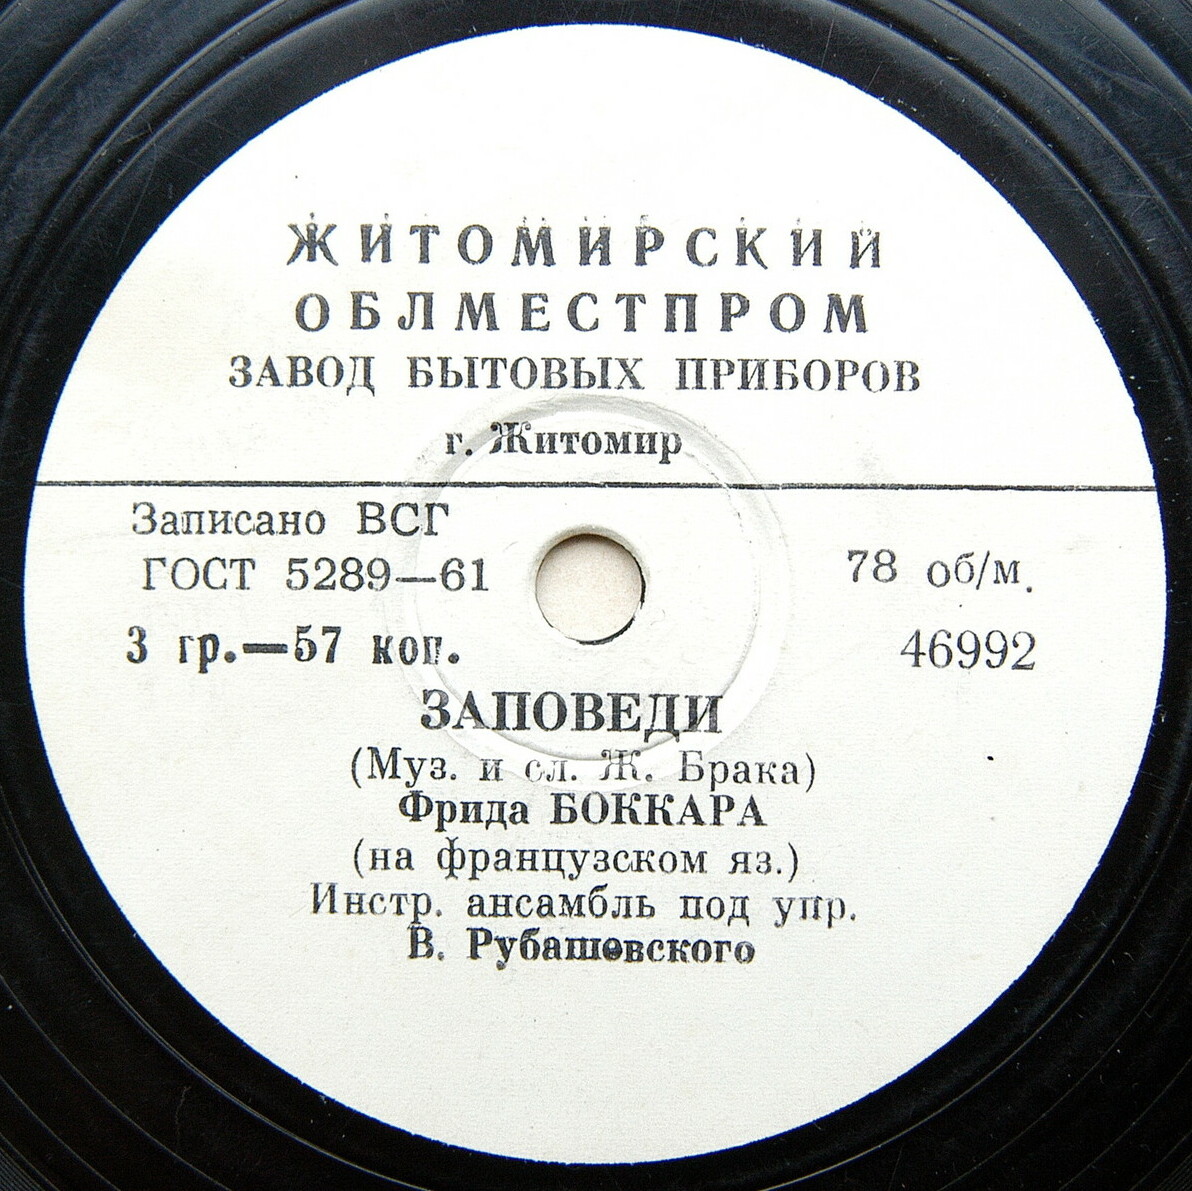 ЖИТОМИРСКИЙ
ОБЛМЕСТПРОМ
ЗАВОД БЫТОВЫХ ПРИБОРОВ
г. Житомир
Записано ВСГ
ГОСТ 5289—61
78 об/м.
3 гр.—57 коп.
46992
ЗАПОВЕДИ
(Муз. и сл. Ж. Брака)
Фрида БОККАРА
(на французском яз.)
Инстр. ансамбль под упр.
В. Рубашевского